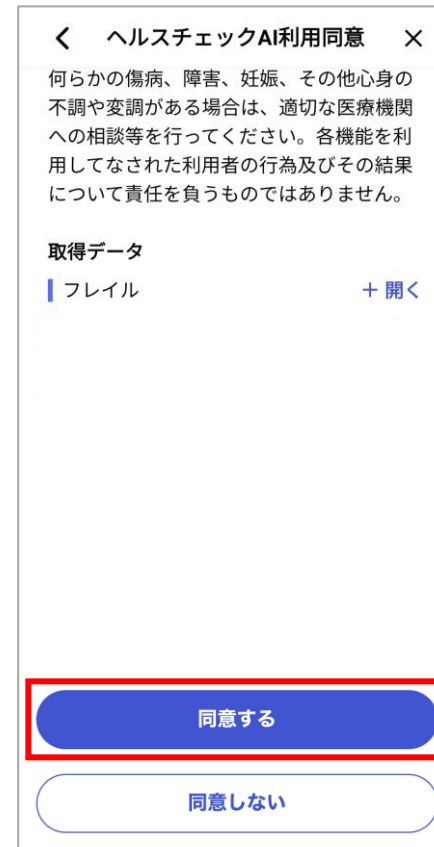 ヘルスチェックAI利用同意
何らかの傷病、障害、妊娠、その他心身の
不調や変調がある場合は、適切な医療機関
への相談等を行ってください。各機能を利
用してなされた利用者の行為及びその結果
について責任を負うものではありません。
取得データ
フレイル
+ 開く
同意する
同意しない